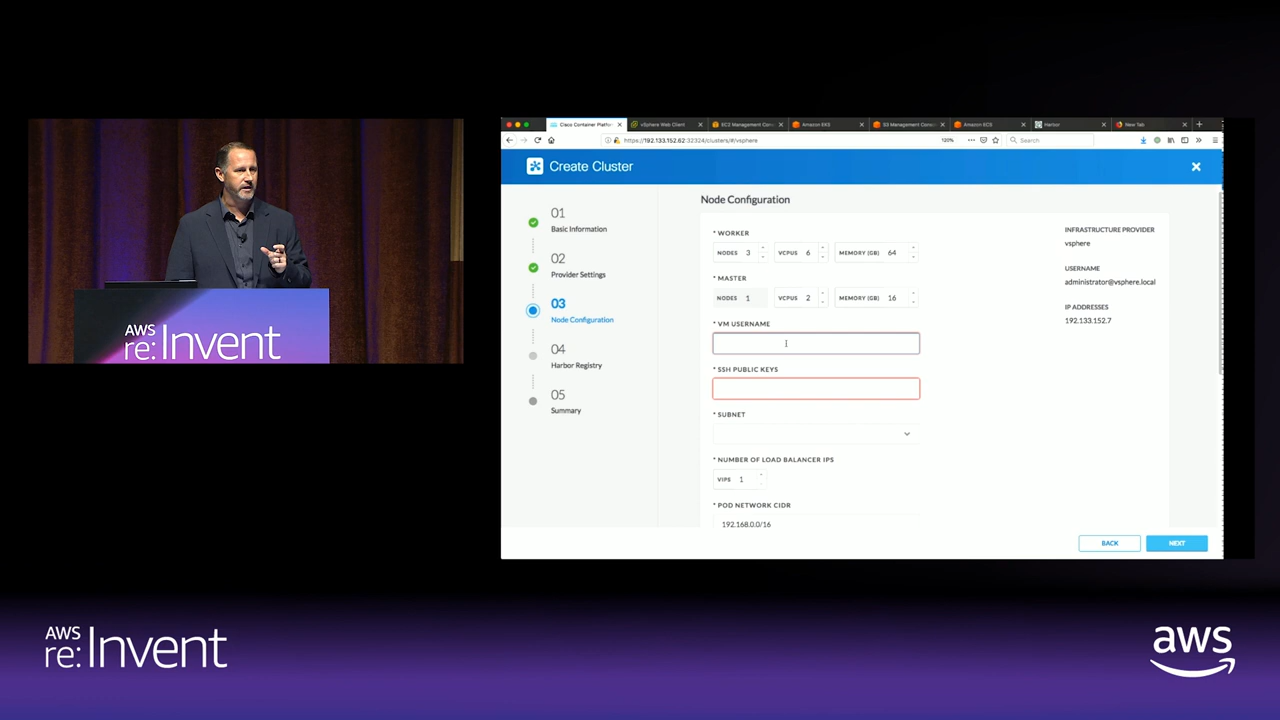 AWS
re:Invent
Cisco Container Platfo
vSphere Web Client
EC2 Management Con
Amazon EKS
S3 Management Consol
Amazon ECS
Harbor
New Tab
https://192.133.152.62:32324/clusters/#/vsphere
120%
Search
Create Cluster
01
Basic Information
02
Provider Settings
03
Node Configuration
04
Harbor Registry
05
Summary
Node Configuration
* WORKER
NODES 3
VCPUS 6
MEMORY (GB) 64
* MASTER
NODES 1
VCPUS 2
MEMORY (GB) 16
* VM USERNAME
* SSH PUBLIC KEYS
* SUBNET
* NUMBER OF LOAD BALANCER IPS
VIPS 1
* POD NETWORK CIDR
192.168.0.0/16
INFRASTRUCTURE PROVIDER
vsphere
USERNAME
administrator@vsphere.local
IP ADDRESSES
192.133.152.7
BACK
NEXT
AWS
re:Invent
aws